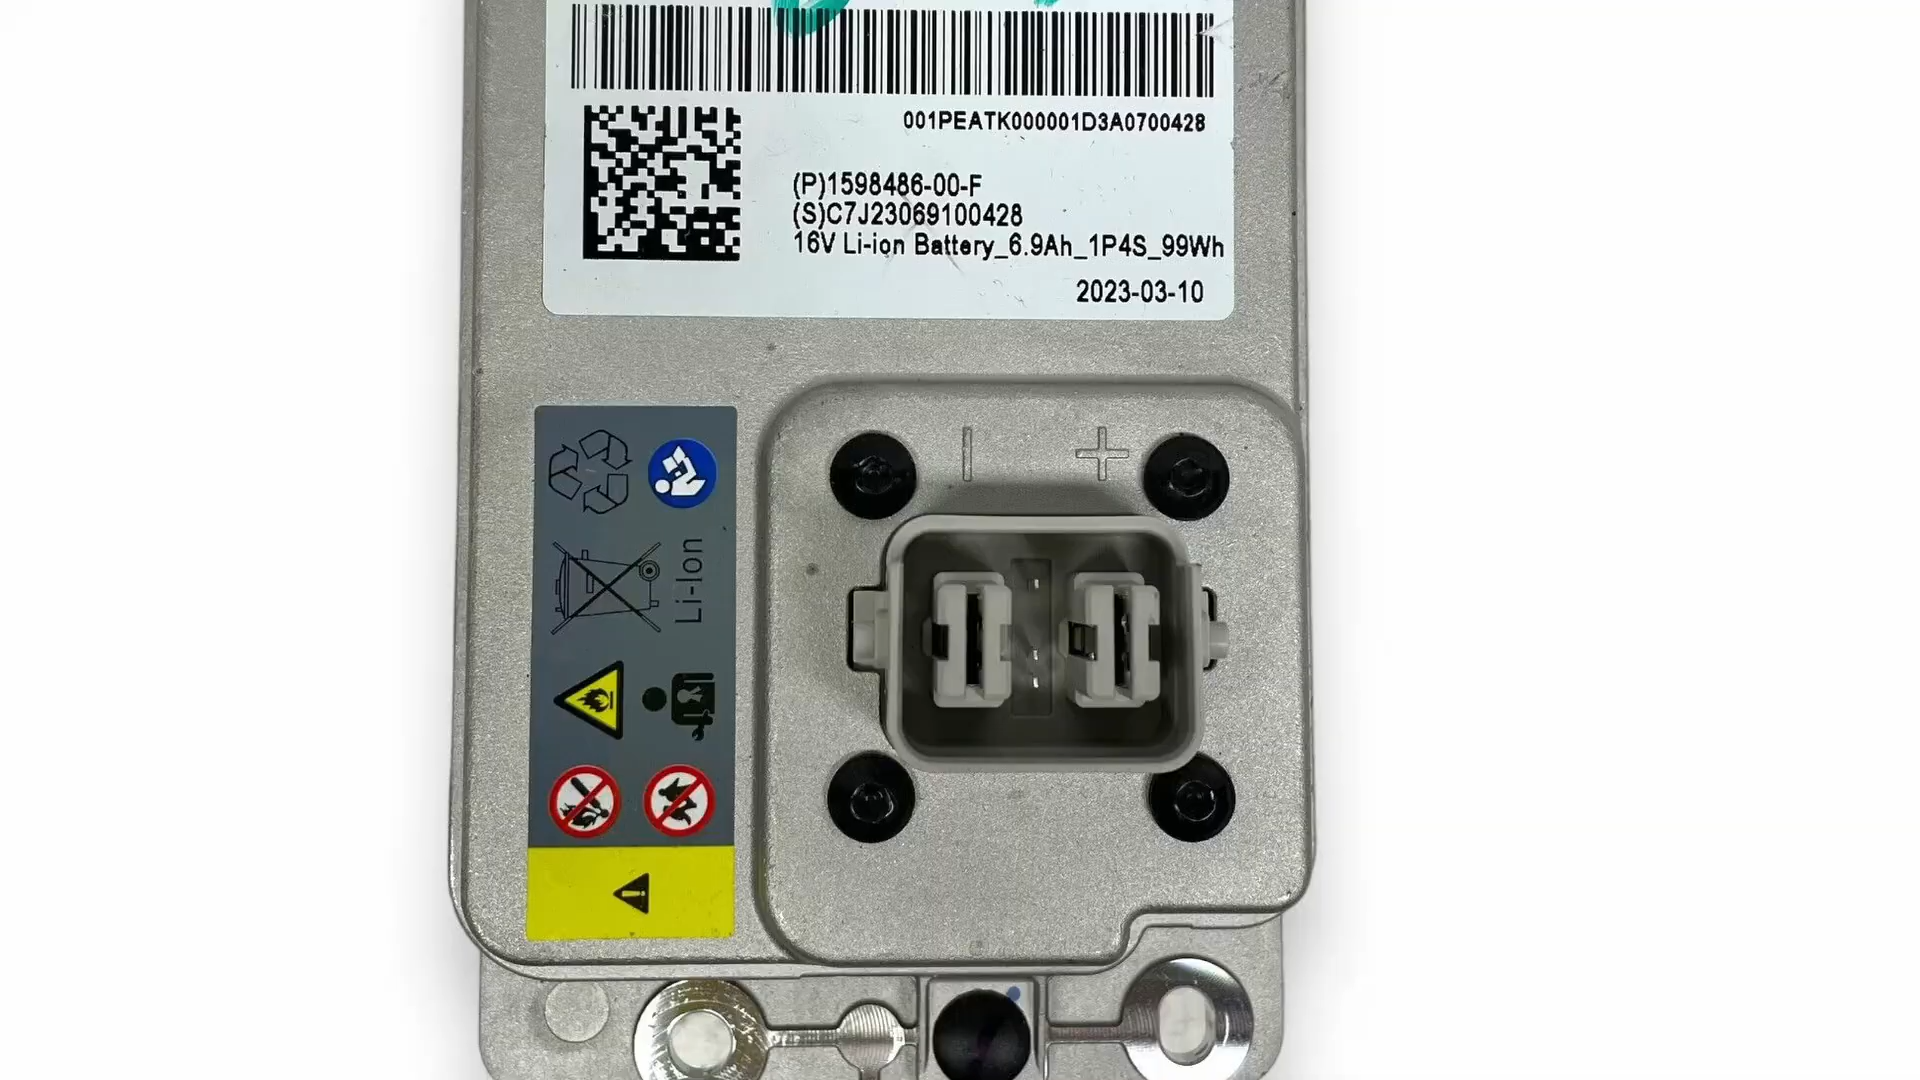 001PEATK000001D3A0700428
(P)1598486-00-F
(S)C7J23069100428
16V Li-ion Battery_6.9Ah_1P4S_99Wh
2023-03-10
− +
Li-Ion